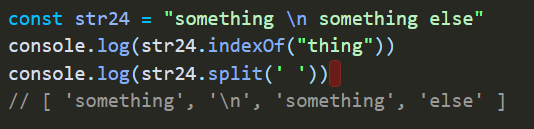 const str24 = "something \n something else"
console.log(str24.indexOf("thing"))
console.log(str24.split(' '))
// [ 'something', '\n', 'something', 'else' ]